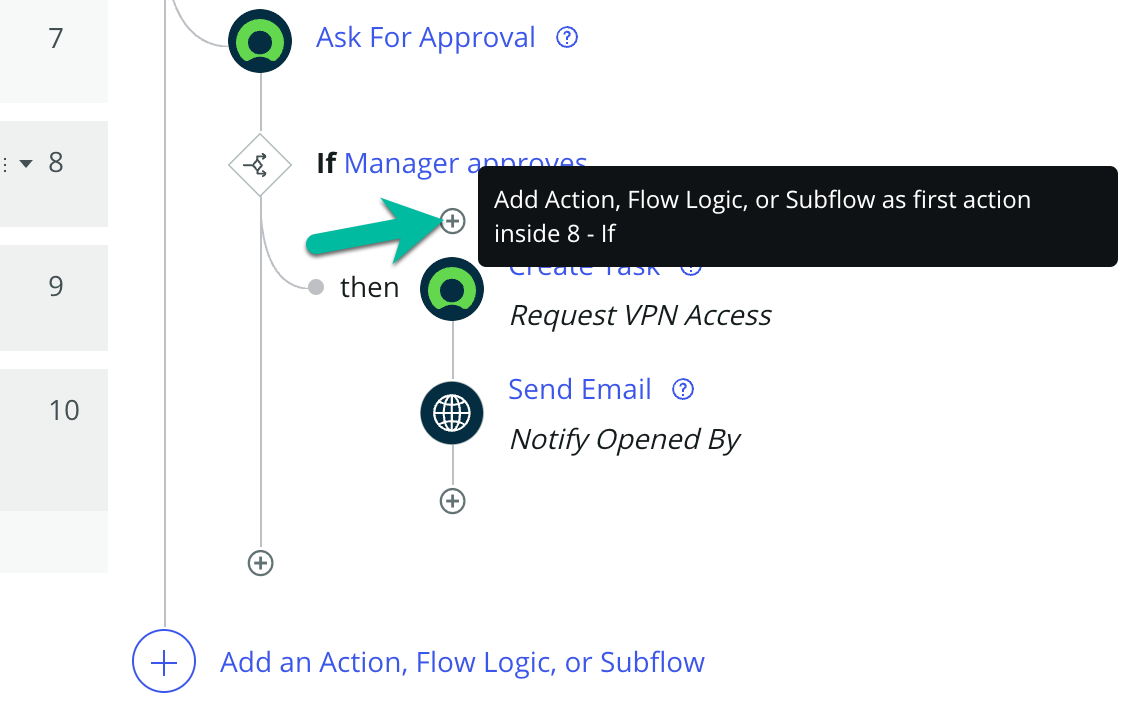 7
Ask For Approval
8
If Manager approves
Add Action, Flow Logic, or Subflow as first action
inside 8 - If
9
then
Create Task
Request VPN Access
10
Send Email
Notify Opened By
Add an Action, Flow Logic, or Subflow